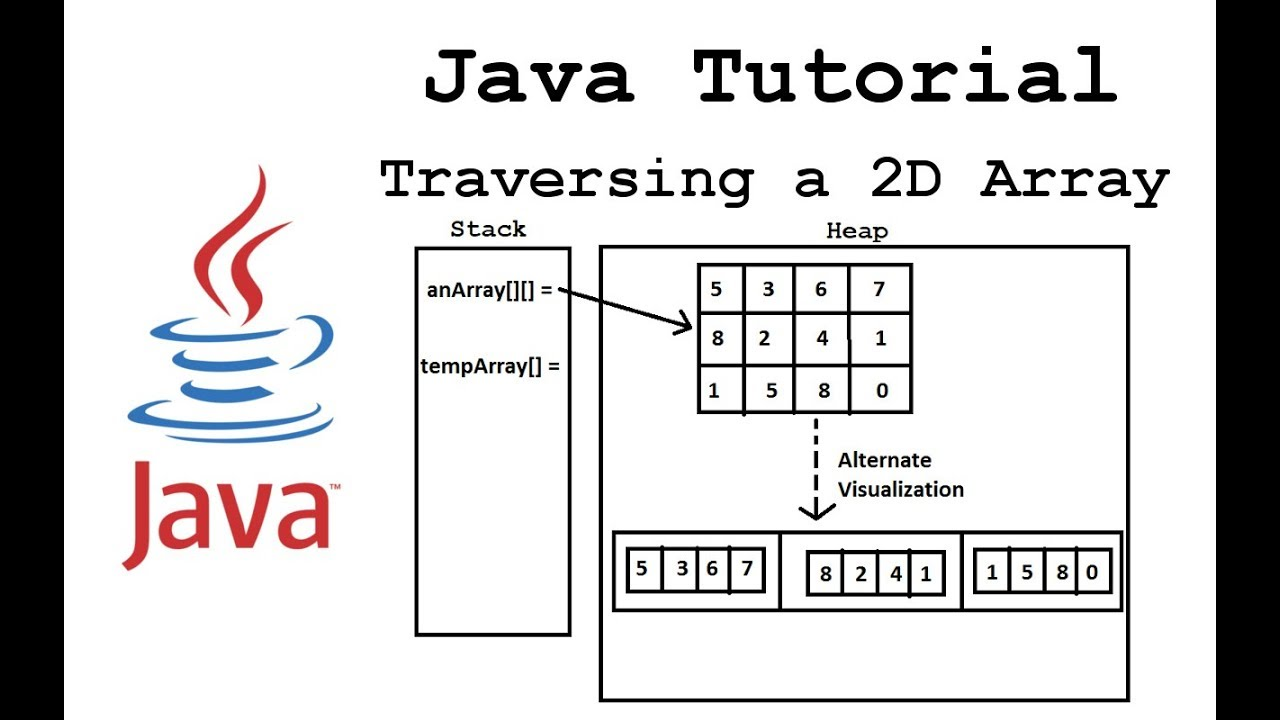 Java Tutorial
Traversing a 2D Array
Stack
Heap
anArray[][] =
tempArray[] =
5 3 6 7
8 2 4 1
1 5 8 0
Alternate
Visualization
5 3 6 7 8 2 4 1 1 5 8 0
Java™